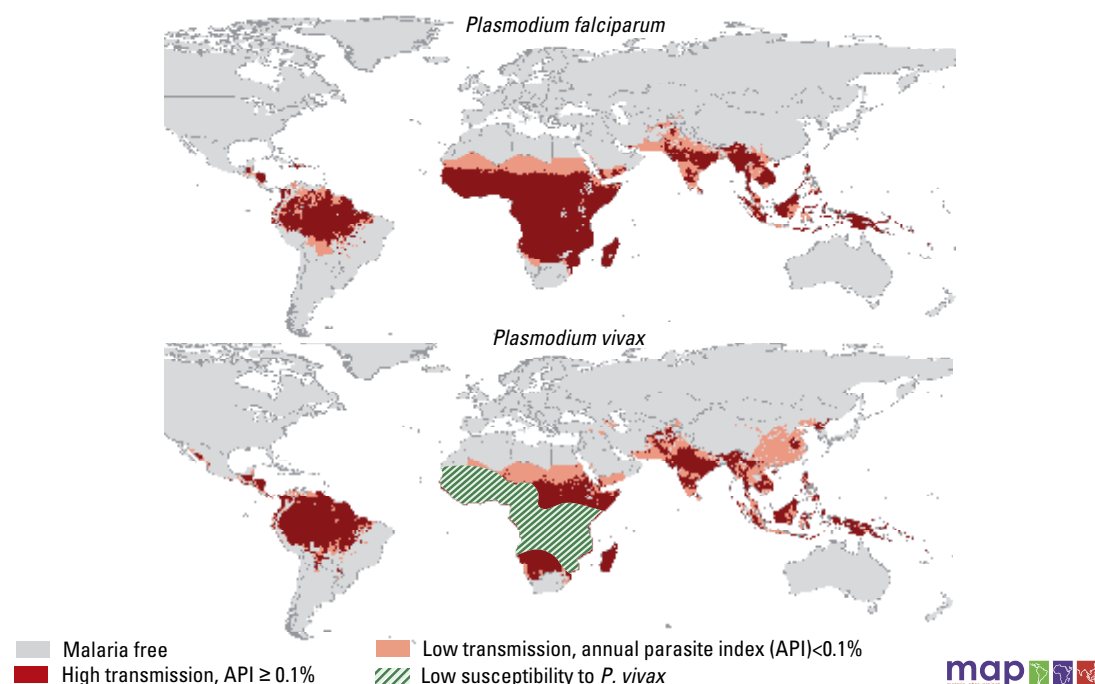 Plasmodium falciparum
Plasmodium vivax
Malaria free
Low transmission, annual parasite index (API)<0.1%
High transmission, API ≥ 0.1%
Low susceptibility to P. vivax
map